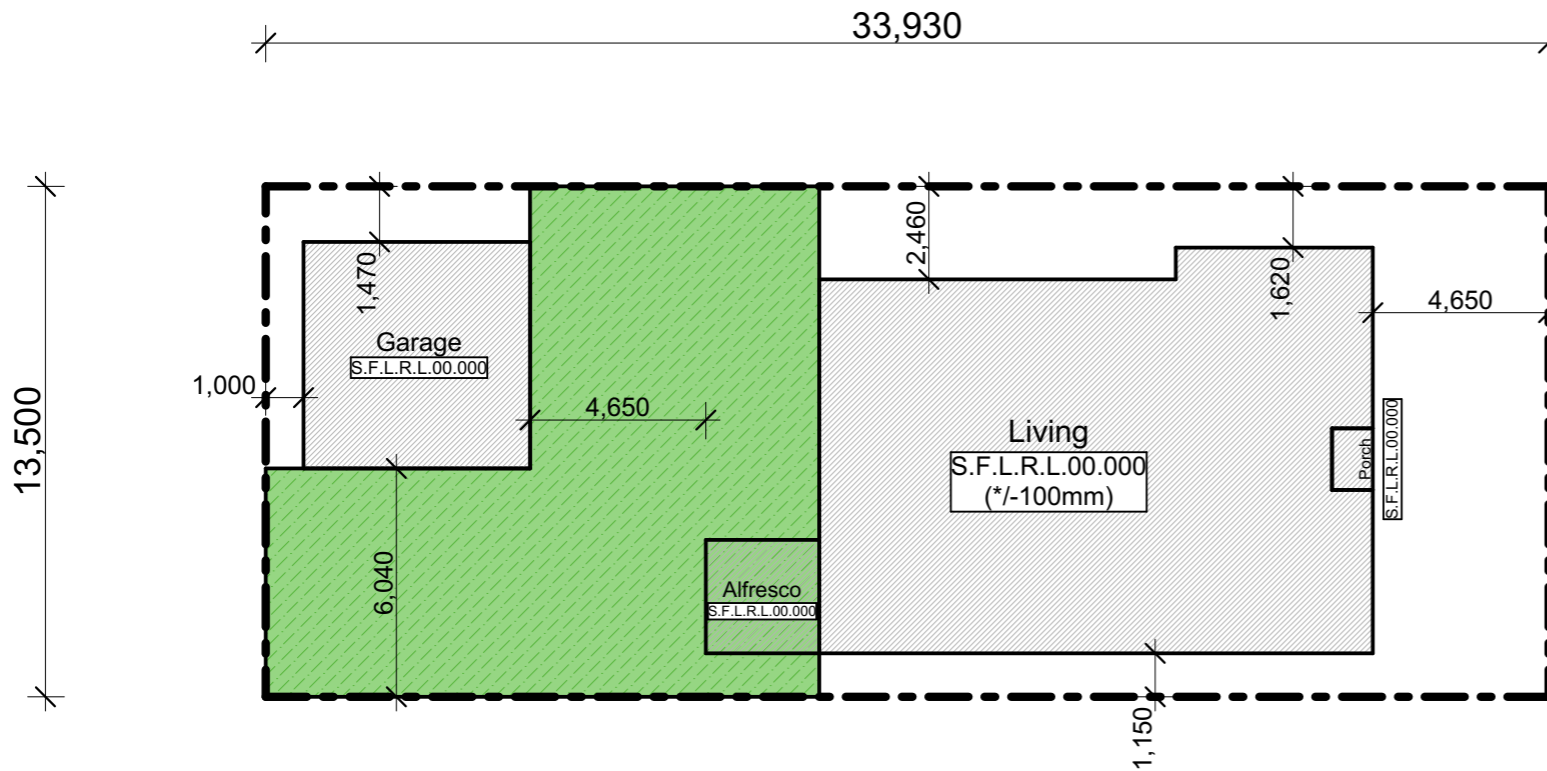 33,930
13,500
1,470
2,460
1,620
4,650
Garage
S.F.L.R.L.00.000
1,000
4,650
Living
S.F.L.R.L.00.000
(*/-100mm)
Porch
S.F.L.R.L.00.000
6,040
Alfresco
S.F.L.R.L.00.000
1,150